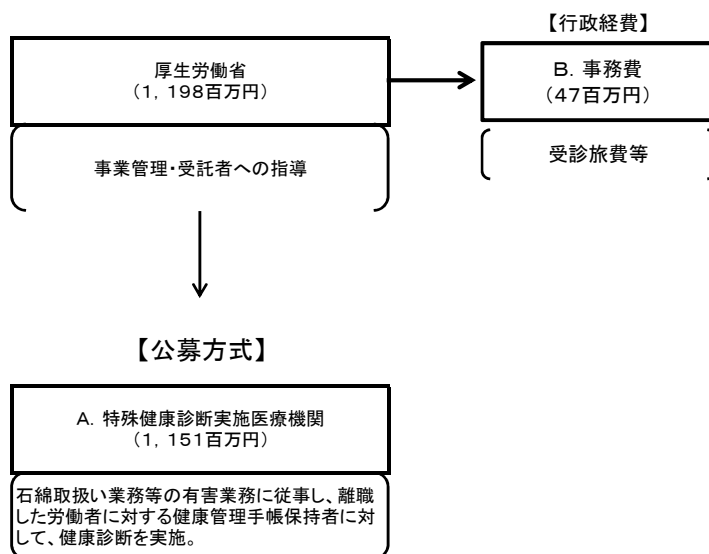 【行政経費】
厚生労働省
（1，198百万円）
B．事務費
（47百万円）
事業管理・受託者への指導
受診旅費等
【公募方式】
A．特殊健康診断実施医療機関
（1，151百万円）
石綿取扱い業務等の有害業務に従事し、離職
した労働者に対する健康管理手帳保持者に対
して、健康診断を実施。